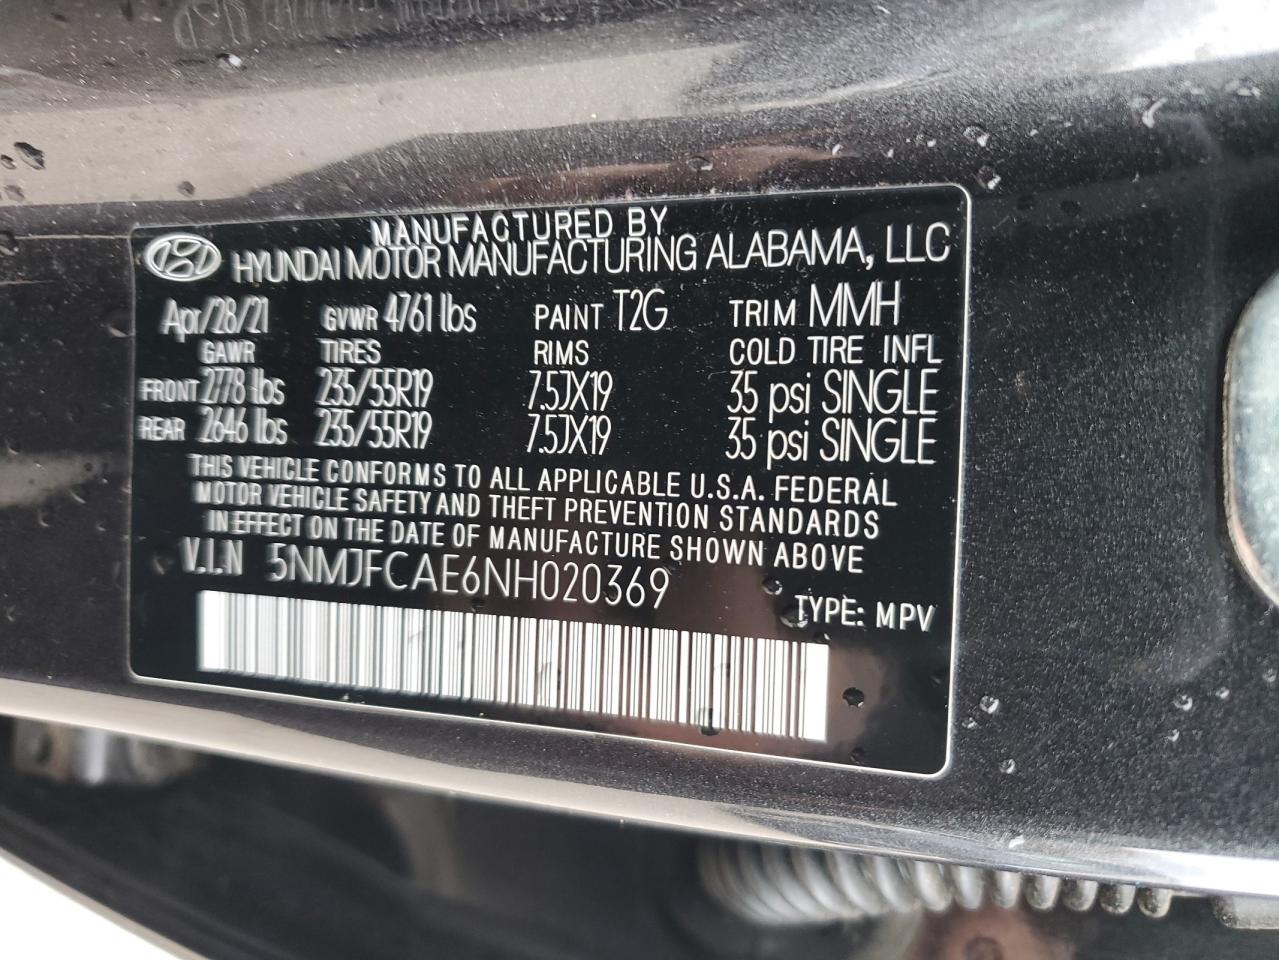 MANUFACTURED BY
HYUNDAI MOTOR MANUFACTURING ALABAMA, LLC
Apr/28/21 GVWR 4761 lbs PAINT T2G TRIM MMH
GAWR TIRES RIMS COLD TIRE INFL
FRONT 2778 lbs 235/55R19 7.5JX19 35 psi SINGLE
REAR 2646 lbs 235/55R19 7.5JX19 35 psi SINGLE
THIS VEHICLE CONFORMS TO ALL APPLICABLE U.S.A. FEDERAL
MOTOR VEHICLE SAFETY AND THEFT PREVENTION STANDARDS
IN EFFECT ON THE DATE OF MANUFACTURE SHOWN ABOVE
V.I.N 5NMJFCAE6NH020369
TYPE: MPV